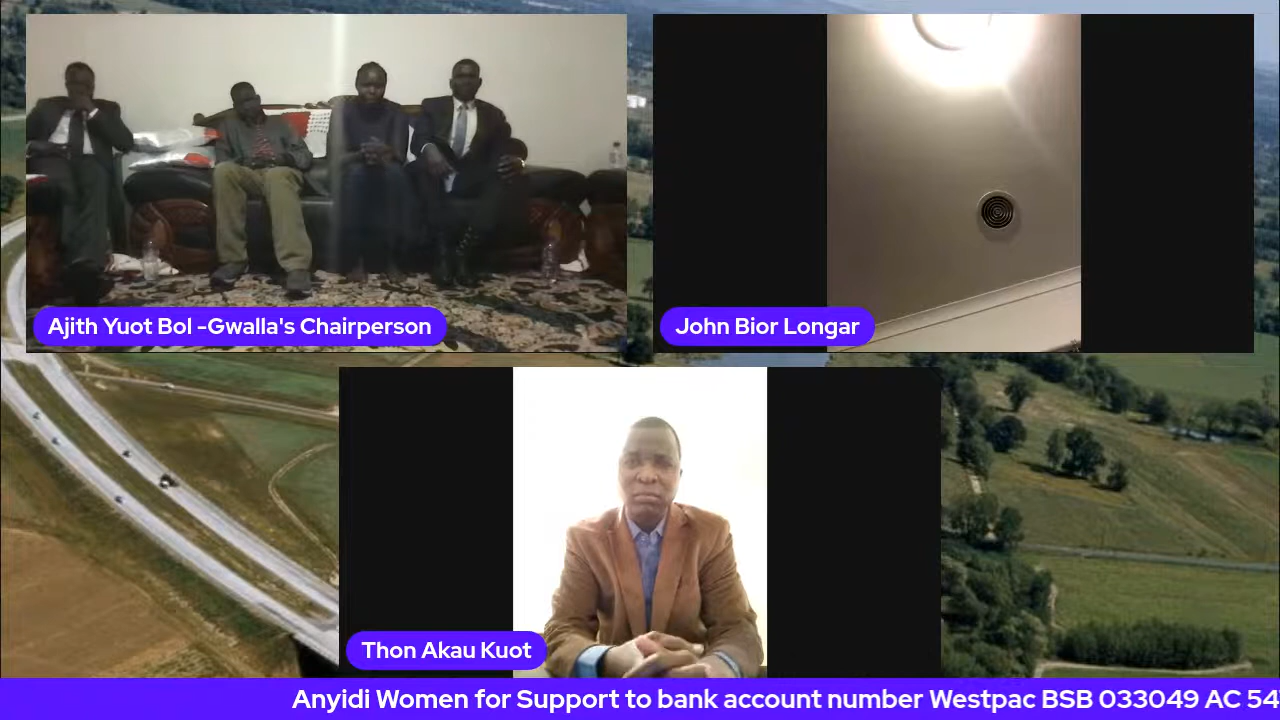 Ajith Yuot Bol -Gwalla's Chairperson
John Bior Longar
Thon Akau Kuot
Anyidi Women for Support to bank account number Westpac BSB 033049 AC 54